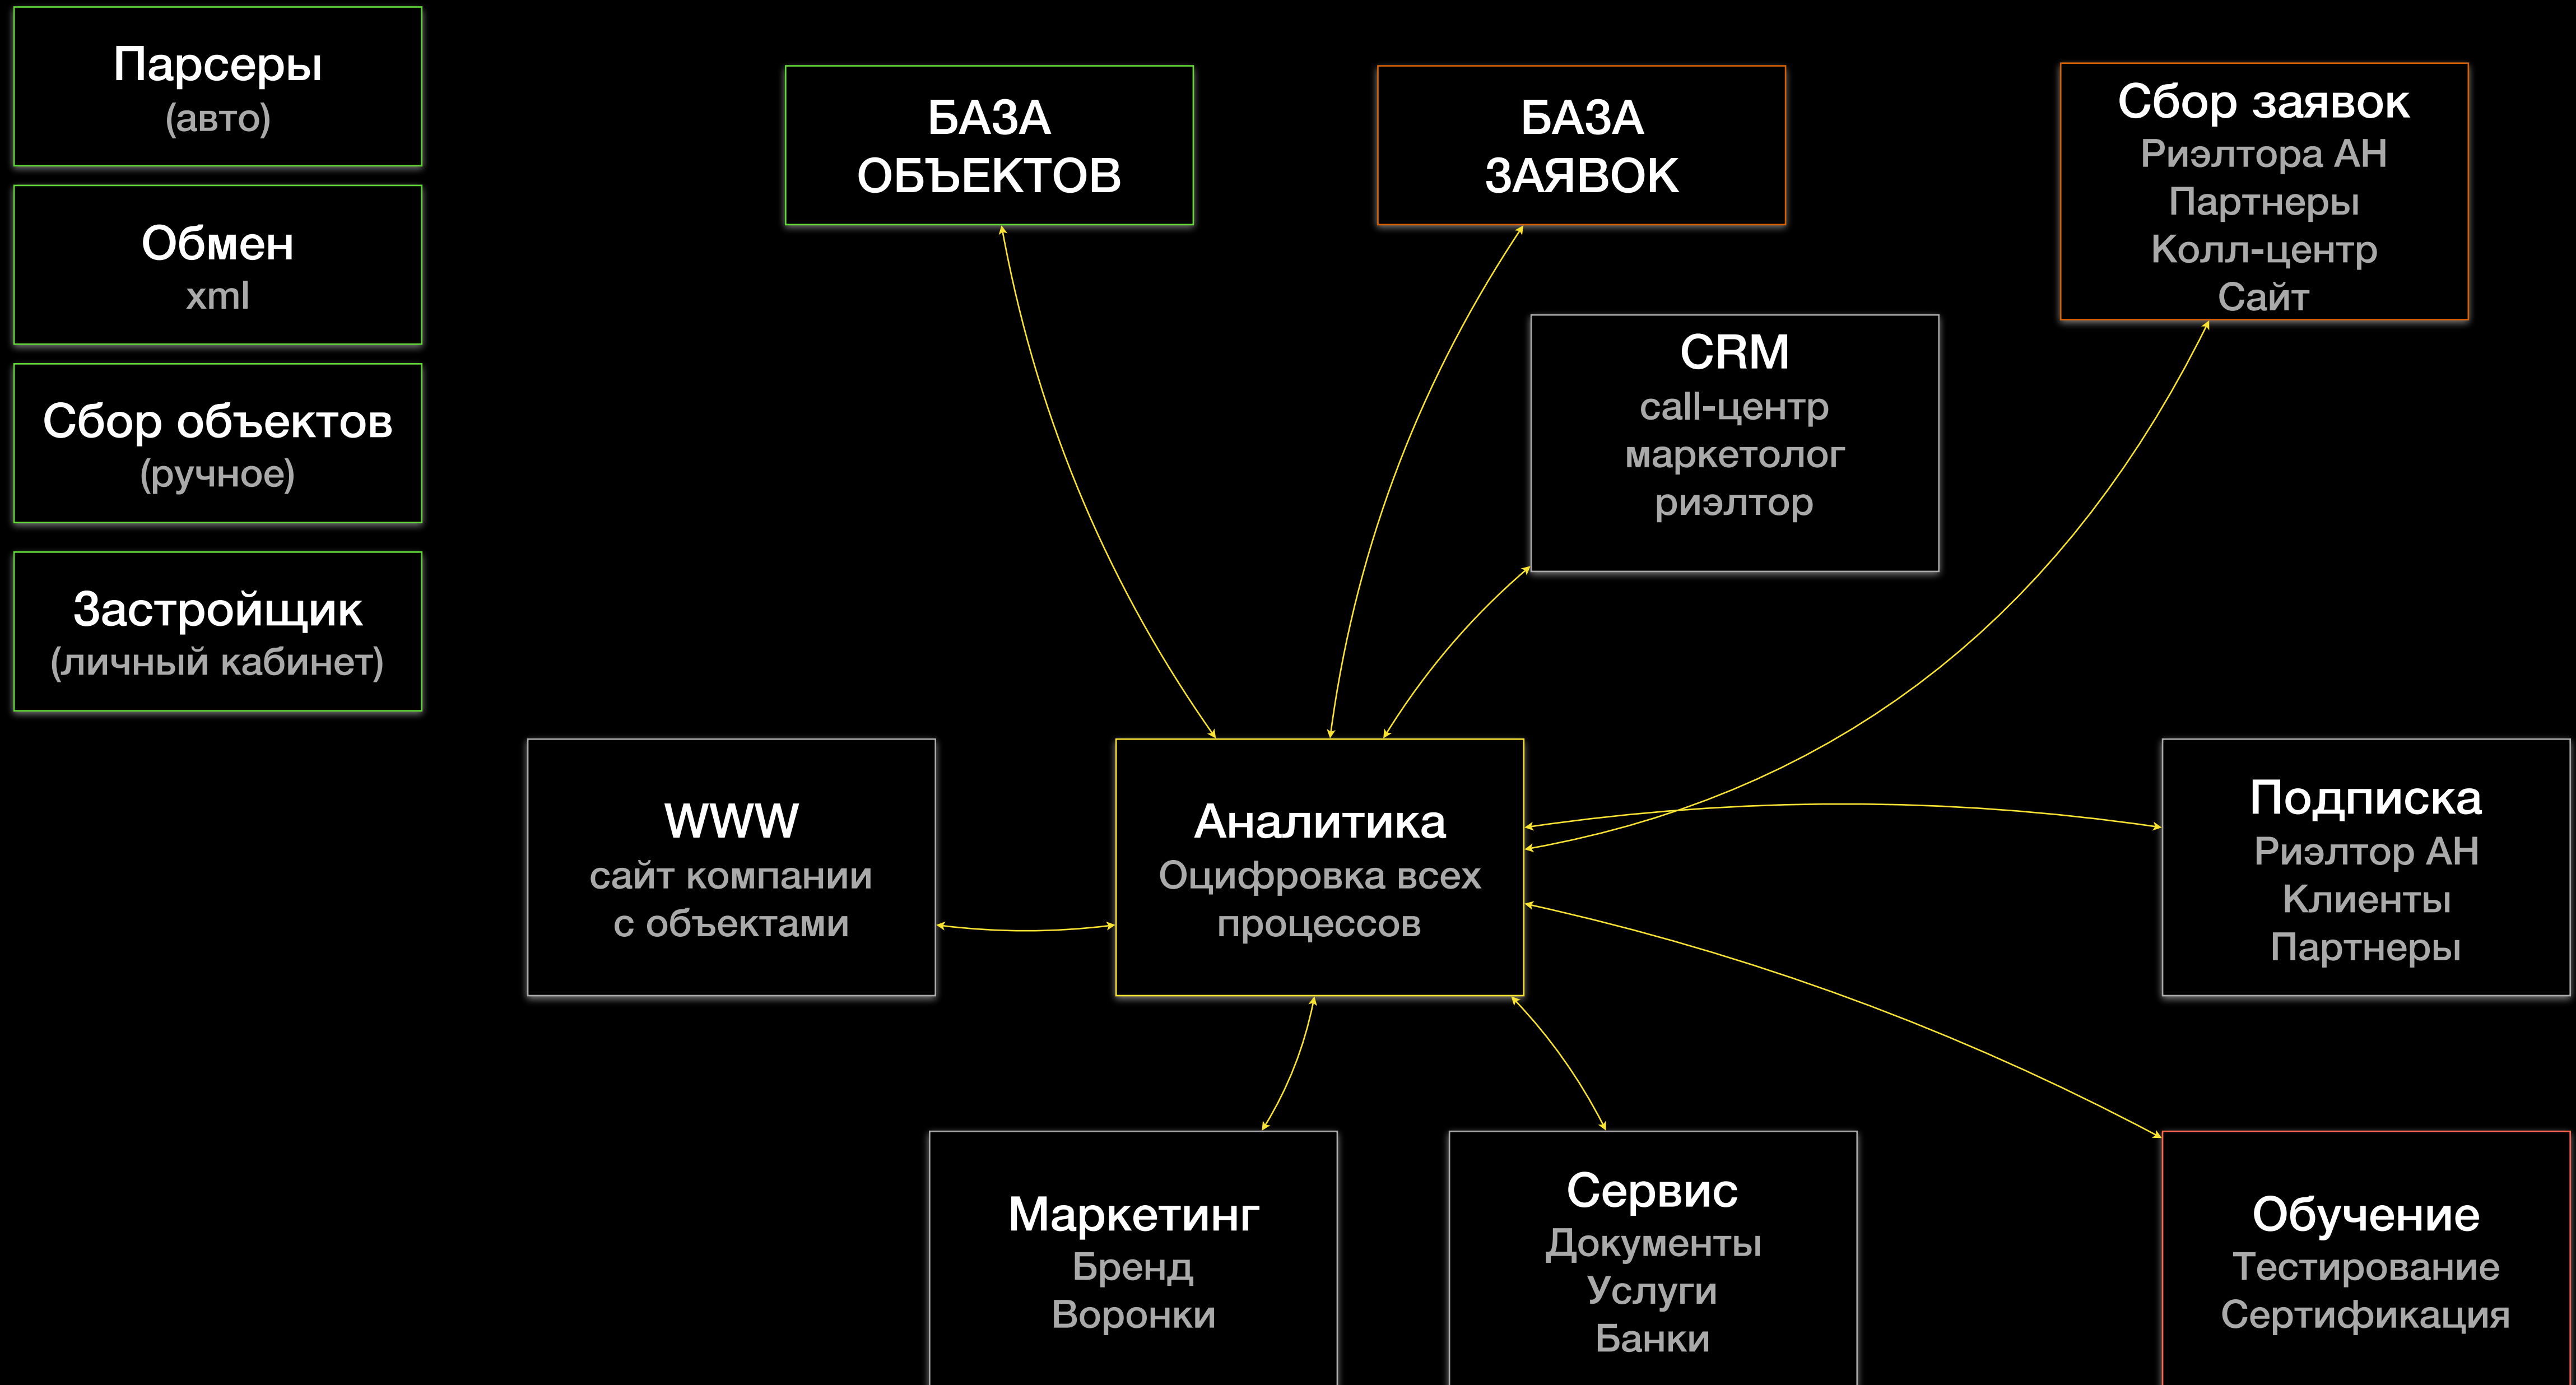 Парсеры
(авто)
Обмен
xml
Сбор объектов
(ручное)
Застройщик
(личный кабинет)
БАЗА
ОБЪЕКТОВ
БАЗА
ЗАЯВОК
Сбор заявок
Риэлтора АН
Партнеры
Колл-центр
Сайт
CRM
call-центр
маркетолог
риэлтор
WWW
сайт компании
с объектами
Аналитика
Оцифровка всех
процессов
Подписка
Риэлтор АН
Клиенты
Партнеры
Маркетинг
Бренд
Воронки
Сервис
Документы
Услуги
Банки
Обучение
Тестирование
Сертификация